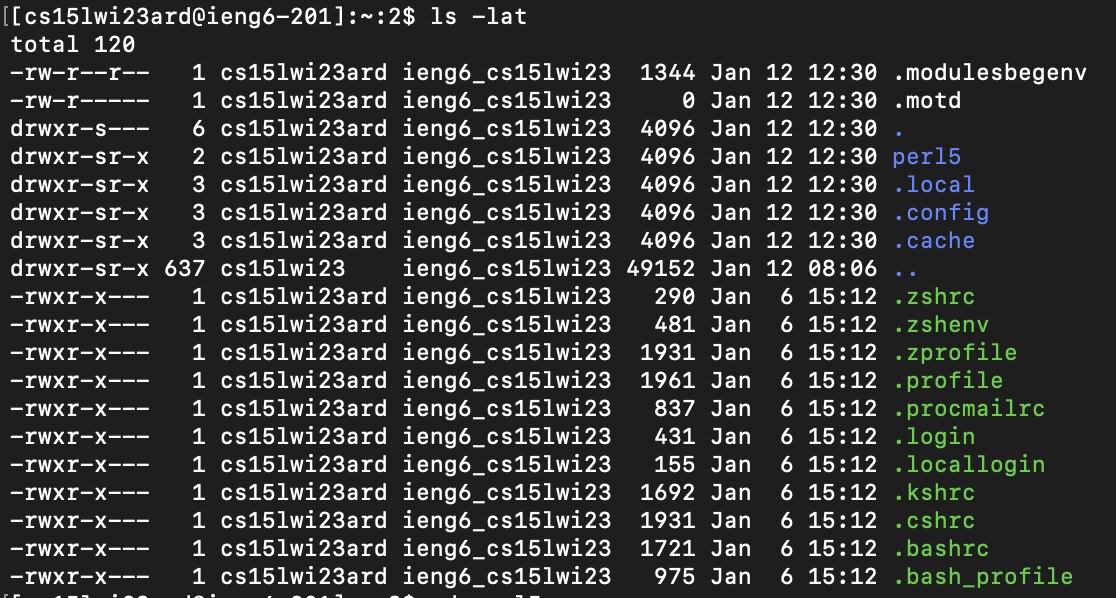 [[cs15lwi23ard@ieng6-201]:~:2$ ls -lat
total 120
-rw-r--r--   1 cs15lwi23ard ieng6_cs15lwi23  1344 Jan 12 12:30 .modulesbegenv
-rw-r-----   1 cs15lwi23ard ieng6_cs15lwi23     0 Jan 12 12:30 .motd
drwxr-s---   6 cs15lwi23ard ieng6_cs15lwi23  4096 Jan 12 12:30 .
drwxr-sr-x   2 cs15lwi23ard ieng6_cs15lwi23  4096 Jan 12 12:30 perl5
drwxr-sr-x   3 cs15lwi23ard ieng6_cs15lwi23  4096 Jan 12 12:30 .local
drwxr-sr-x   3 cs15lwi23ard ieng6_cs15lwi23  4096 Jan 12 12:30 .config
drwxr-sr-x   3 cs15lwi23ard ieng6_cs15lwi23  4096 Jan 12 12:30 .cache
drwxr-sr-x 637 cs15lwi23    ieng6_cs15lwi23 49152 Jan 12 08:06 ..
-rwxr-x---   1 cs15lwi23ard ieng6_cs15lwi23   290 Jan  6 15:12 .zshrc
-rwxr-x---   1 cs15lwi23ard ieng6_cs15lwi23   481 Jan  6 15:12 .zshenv
-rwxr-x---   1 cs15lwi23ard ieng6_cs15lwi23  1931 Jan  6 15:12 .zprofile
-rwxr-x---   1 cs15lwi23ard ieng6_cs15lwi23  1961 Jan  6 15:12 .profile
-rwxr-x---   1 cs15lwi23ard ieng6_cs15lwi23   837 Jan  6 15:12 .procmailrc
-rwxr-x---   1 cs15lwi23ard ieng6_cs15lwi23   431 Jan  6 15:12 .login
-rwxr-x---   1 cs15lwi23ard ieng6_cs15lwi23   155 Jan  6 15:12 .locallogin
-rwxr-x---   1 cs15lwi23ard ieng6_cs15lwi23  1692 Jan  6 15:12 .kshrc
-rwxr-x---   1 cs15lwi23ard ieng6_cs15lwi23  1931 Jan  6 15:12 .cshrc
-rwxr-x---   1 cs15lwi23ard ieng6_cs15lwi23  1721 Jan  6 15:12 .bashrc
-rwxr-x---   1 cs15lwi23ard ieng6_cs15lwi23   975 Jan  6 15:12 .bash_profile